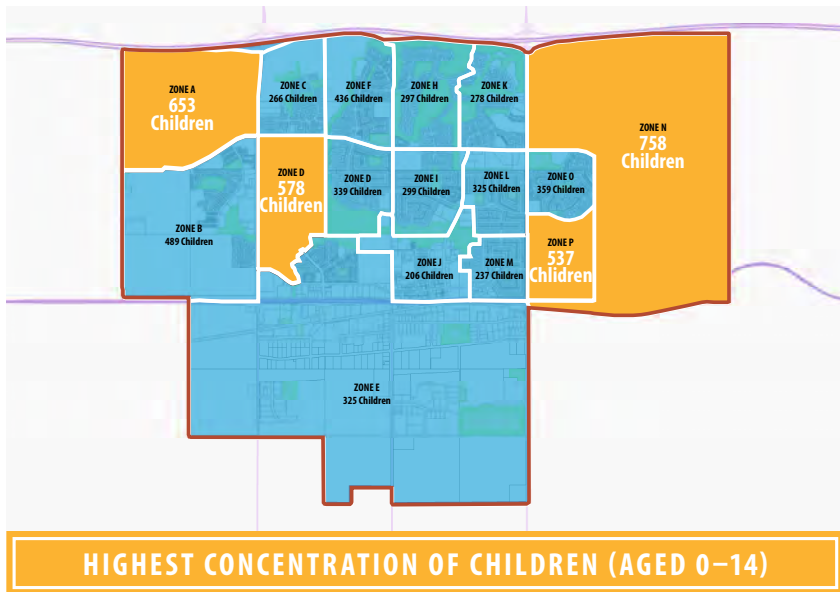 ZONE A
653
Children
ZONE C
266 Children
ZONE F
436 Children
ZONE H
297 Children
ZONE K
278 Children
ZONE N
758
Children
ZONE B
489 Children
ZONE D
578
Children
ZONE D
339 Children
ZONE I
299 Children
ZONE L
325 Children
ZONE O
359 Children
ZONE P
537
Chlidren
ZONE J
206 Children
ZONE M
237 Children
ZONE E
325 Children
HIGHEST CONCENTRATION OF CHILDREN (AGED 0–14)